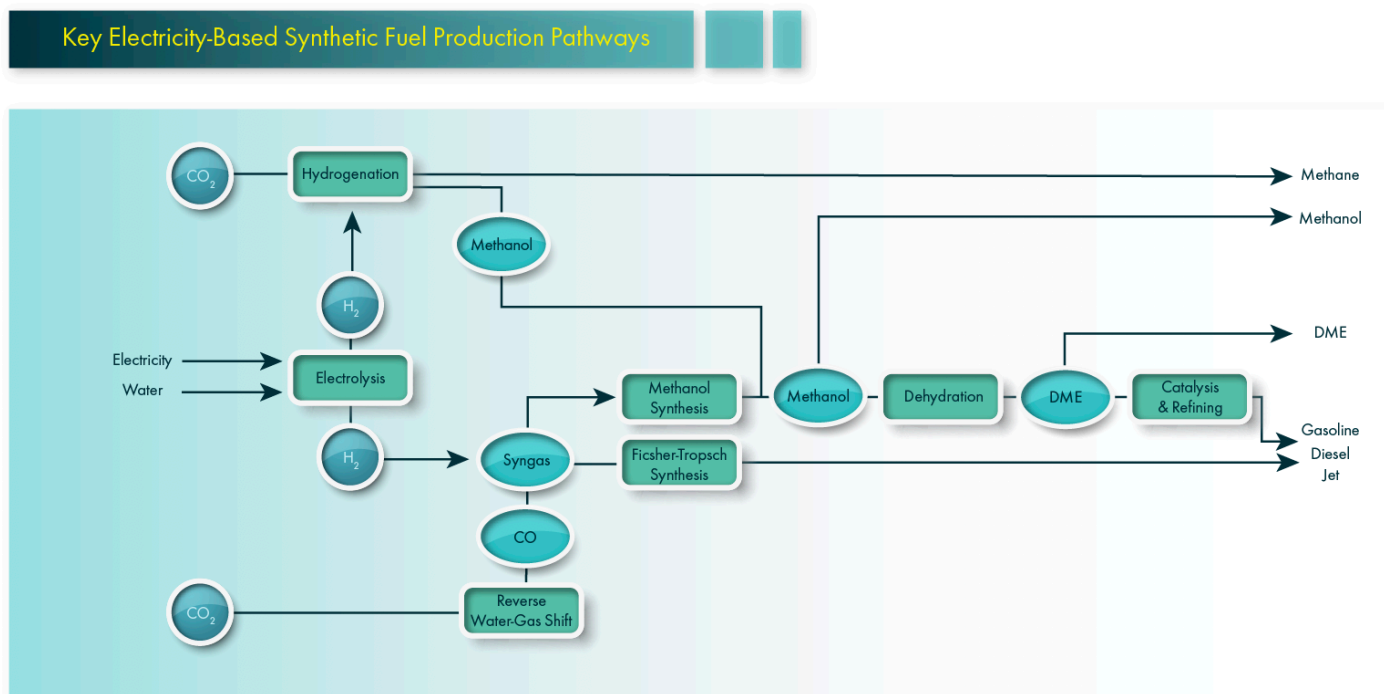 Key Electricity-Based Synthetic Fuel Production Pathways
CO2
Hydrogenation
Methane
Methanol
Methanol
H2
Electricity
Water
Electrolysis
DME
Methanol
Synthesis
Methanol
Dehydration
DME
Catalysis
& Refining
H2
Syngas
Ficsher-Tropsch
Synthesis
Gasoline
Diesel
Jet
CO
CO2
Reverse
Water-Gas Shift